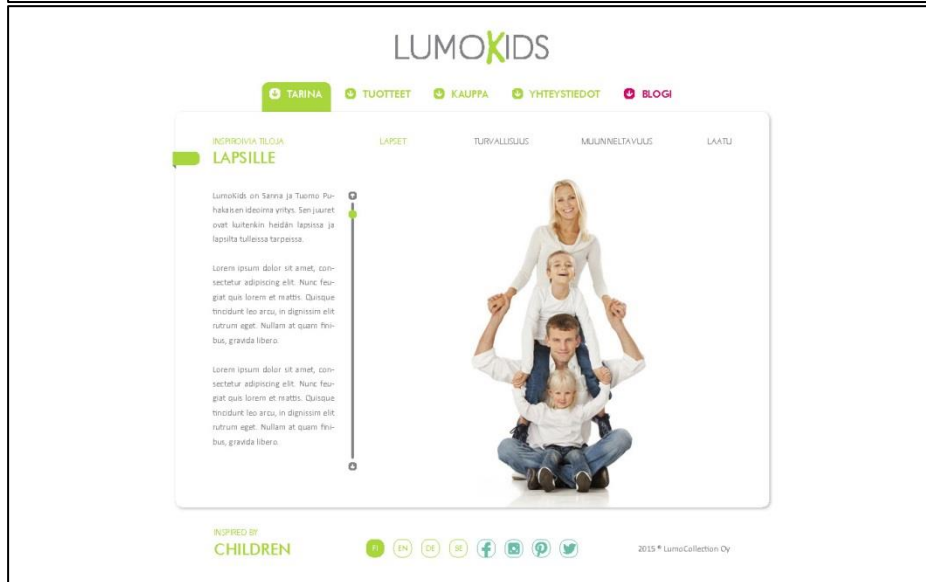 LUMOKIDS
TARINA TUOTTEET KAUPPA YHTEYSTIEDOT BLOGI
INSPIROIVIA TILOJA
LAPSILLE
LAPSET TURVALLISUUS MUUNNELTAVUUS LAATU
LumoKids on Sanna ja Tuomo Pu-
hakaisen ideoima yritys. Sen juuret
ovat kuitenkin heidän lapsissa ja
lapsilta tulleissa tarpeissa.
Lorem ipsum dolor sit amet, con-
sectetur adipiscing elit. Nunc feu-
giat quis lorem et mattis. Quisque
tincidunt leo arcu, in dignissim elit
rutrum eget. Nullam at quam fini-
bus, gravida libero.
Lorem ipsum dolor sit amet, con-
sectetur adipiscing elit. Nunc feu-
giat quis lorem et mattis. Quisque
tincidunt leo arcu, in dignissim elit
rutrum eget. Nullam at quam fini-
bus, gravida libero.
INSPIRED BY
CHILDREN
FI EN DE SE
2015 © LumoCollection Oy